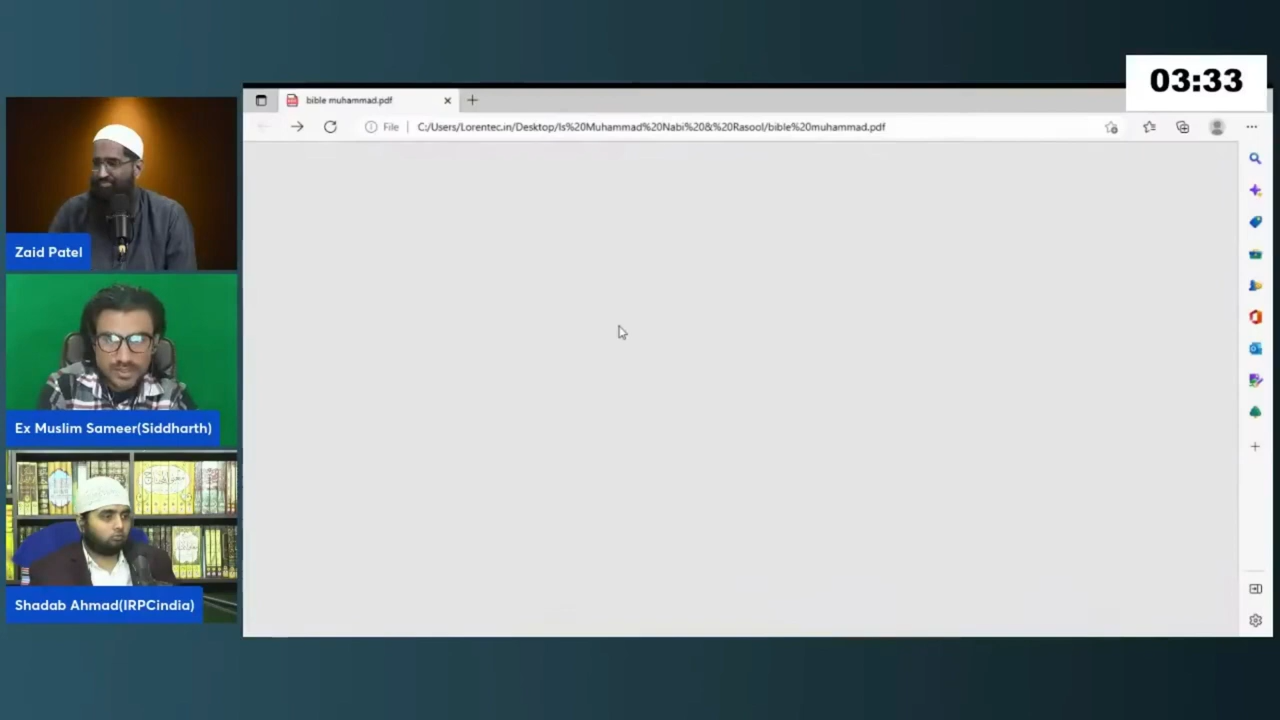 03:33
bible muhammad.pdf
File
C:/Users/Lorentec.in/Desktop/Is%20Muhammad%20Nabi%20&%20Rasool/bible%20muhammad.pdf
Zaid Patel
Ex Muslim Sameer(Siddharth)
Shadab Ahmad(IRPCindia)